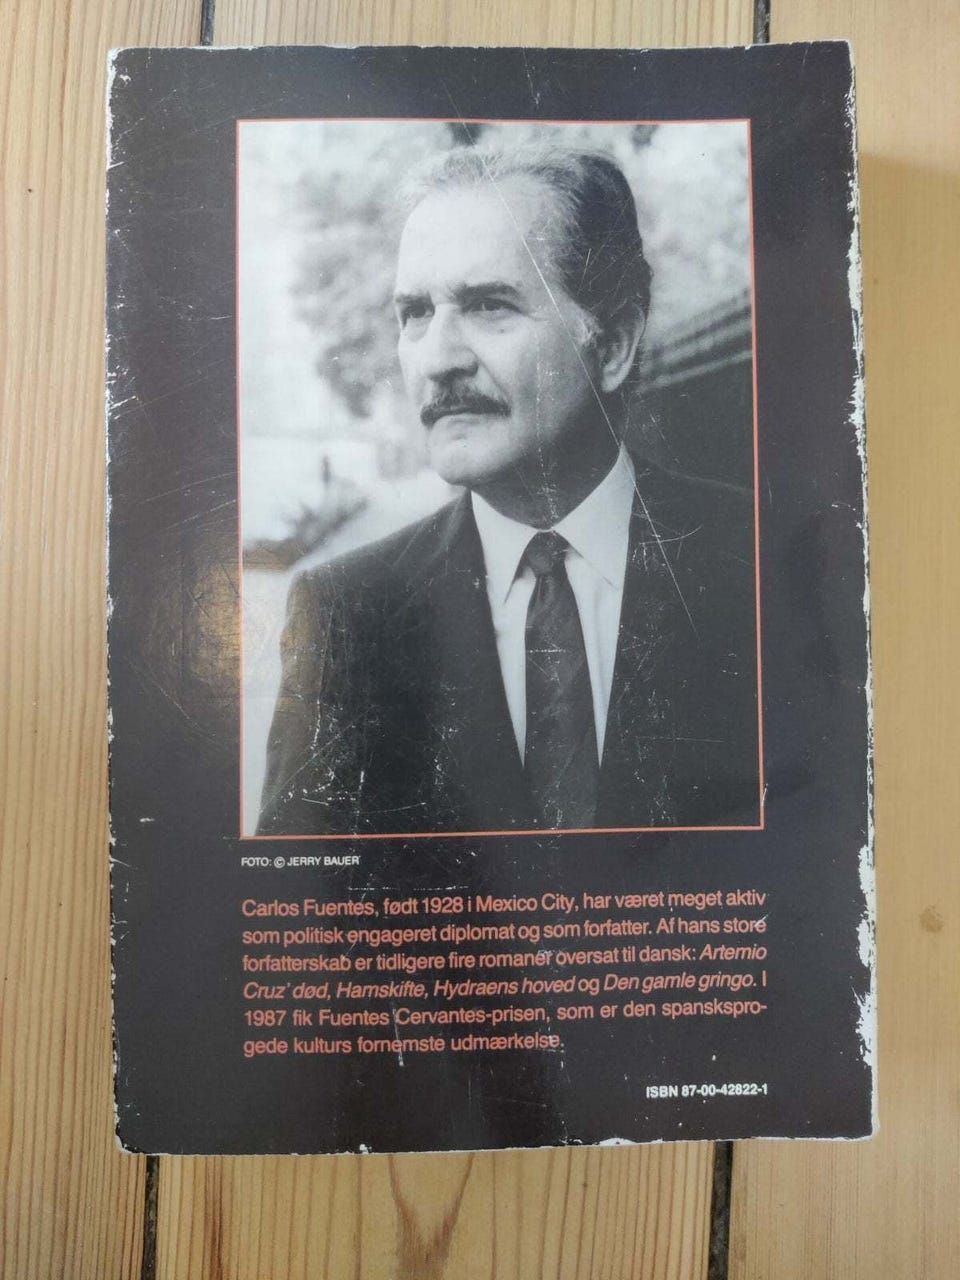 FOTO: © JERRY BAUER
Carlos Fuentes, født 1928 i Mexico City, har været meget aktiv
som politisk engageret diplomat og som forfatter. Af hans store
forfatterskab er tidligere fire romaner oversat til dansk: Artemio
Cruz' død, Hamskifte, Hydraens hoved og Den gamle gringo. I
1987 fik Fuentes Cervantes-prisen, som er den spanskspro-
gede kulturs fornemste udmærkelse.
ISBN 87-00-42822-1